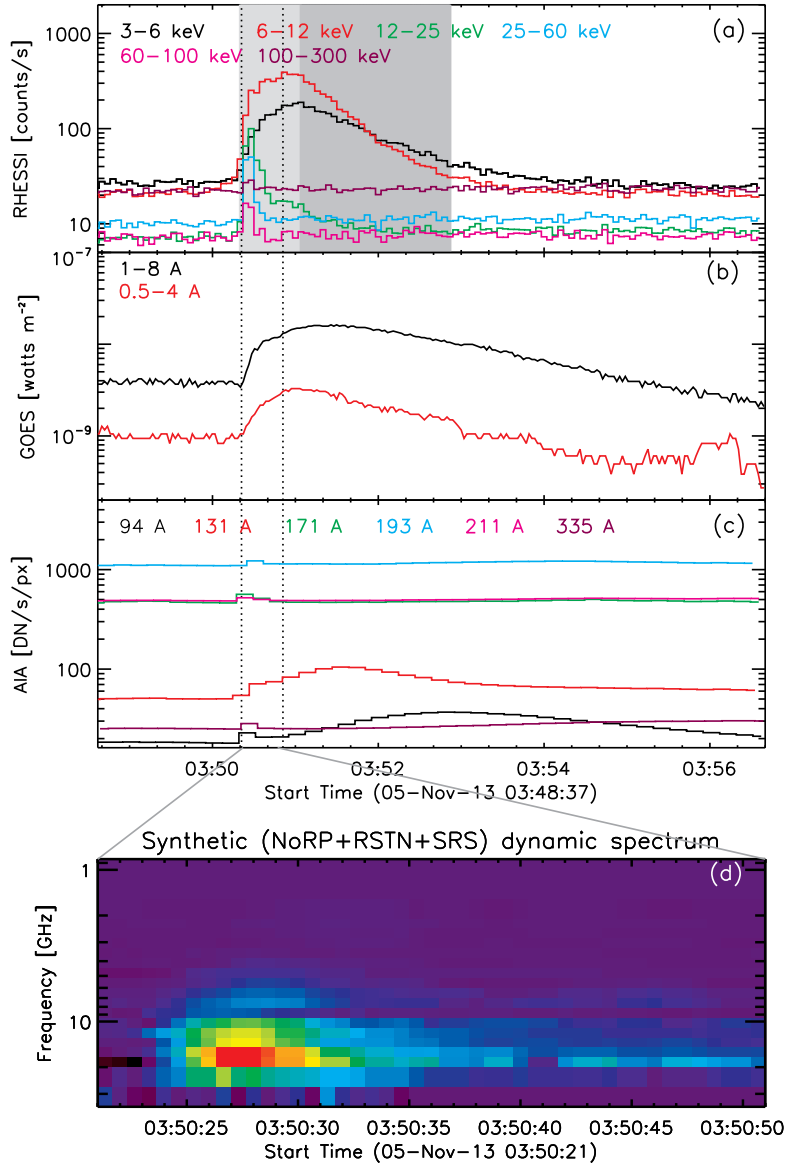 3−6 keV 6−12 keV 12−25 keV 25−60 keV (a)
60−100 keV 100−300 keV
1000
100
10
RHESSI [counts/s]
10⁻⁷
1−8 A (b)
0.5−4 A
10⁻⁹
GOES [watts m⁻²]
94 A 131 A 171 A 193 A 211 A 335 A (c)
1000
100
AIA [DN/s/px]
03:50 03:52 03:54 03:56
Start Time (05−Nov−13 03:48:37)
Synthetic (NoRP+RSTN+SRS) dynamic spectrum
(d)
1
10
Frequency [GHz]
03:50:25 03:50:30 03:50:35 03:50:40 03:50:45 03:50:50
Start Time (05−Nov−13 03:50:21)